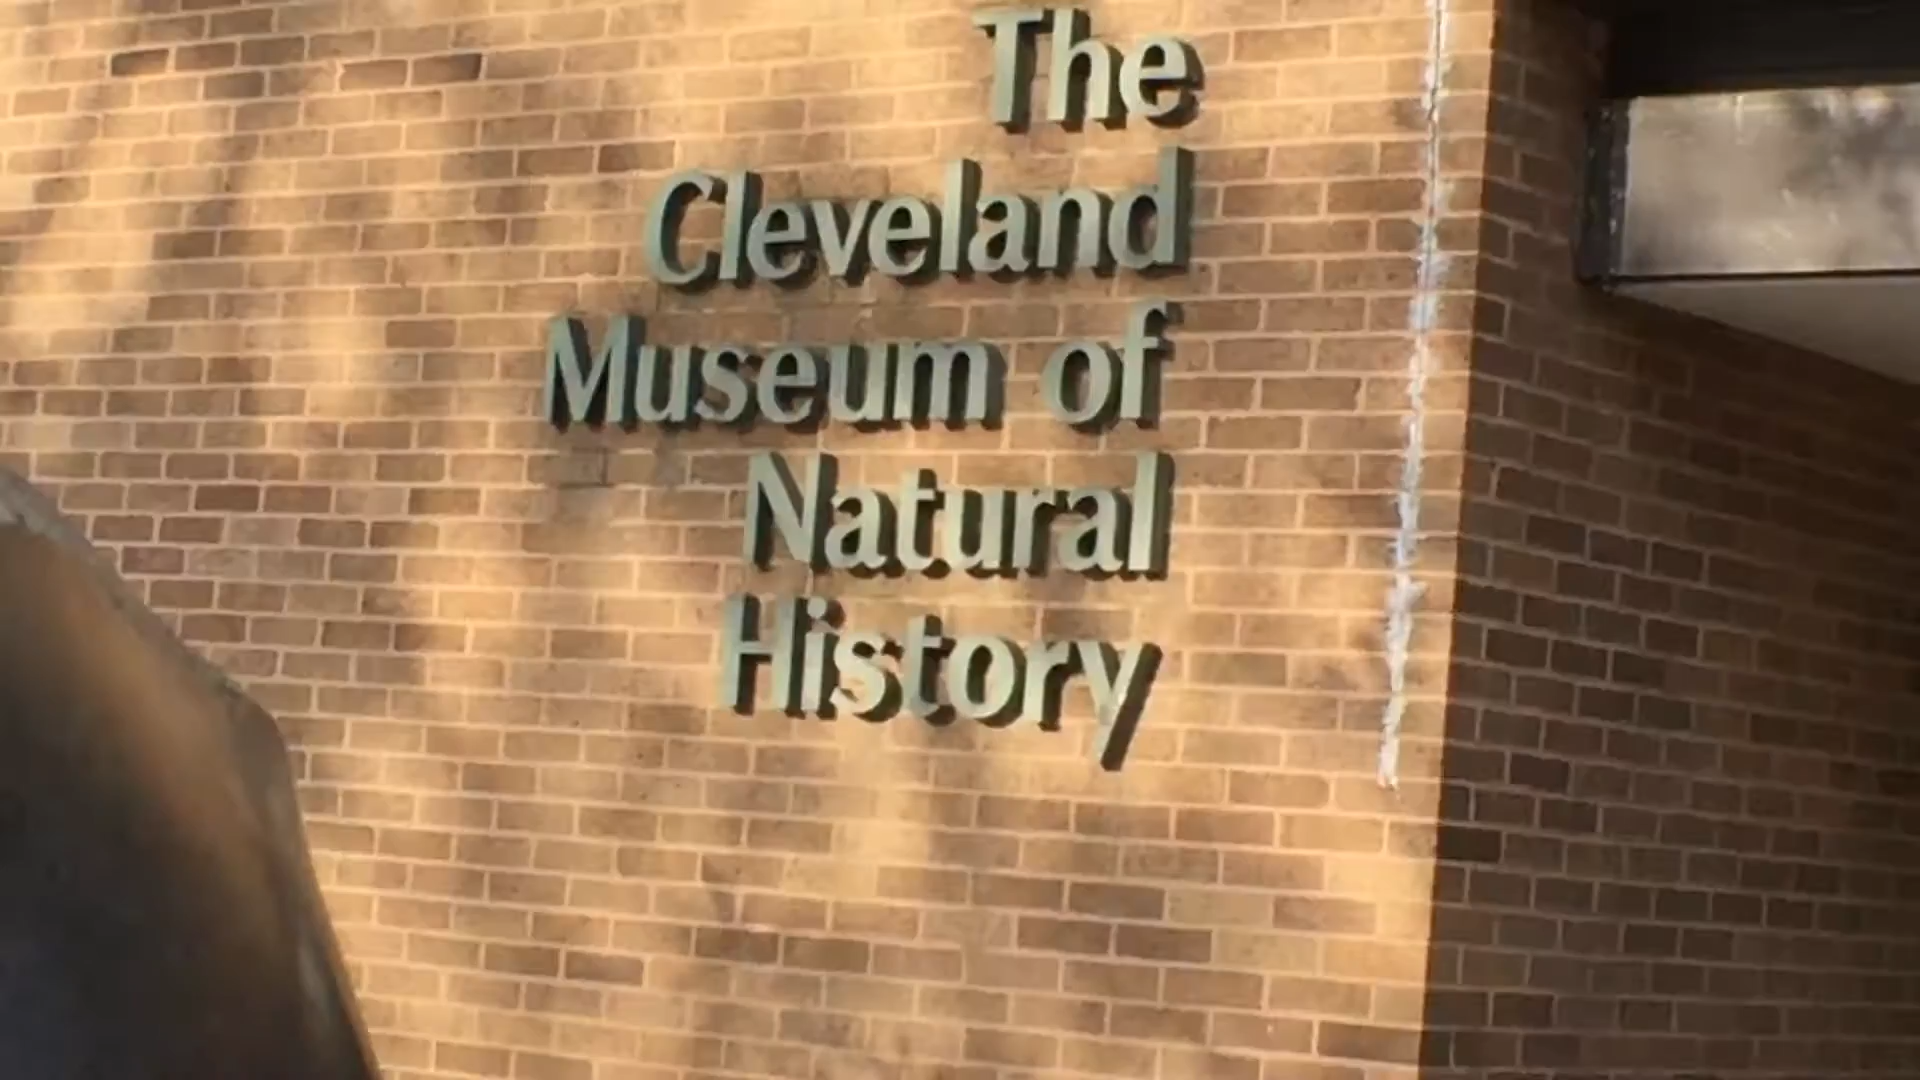 The
Cleveland
Museum of
Natural
History